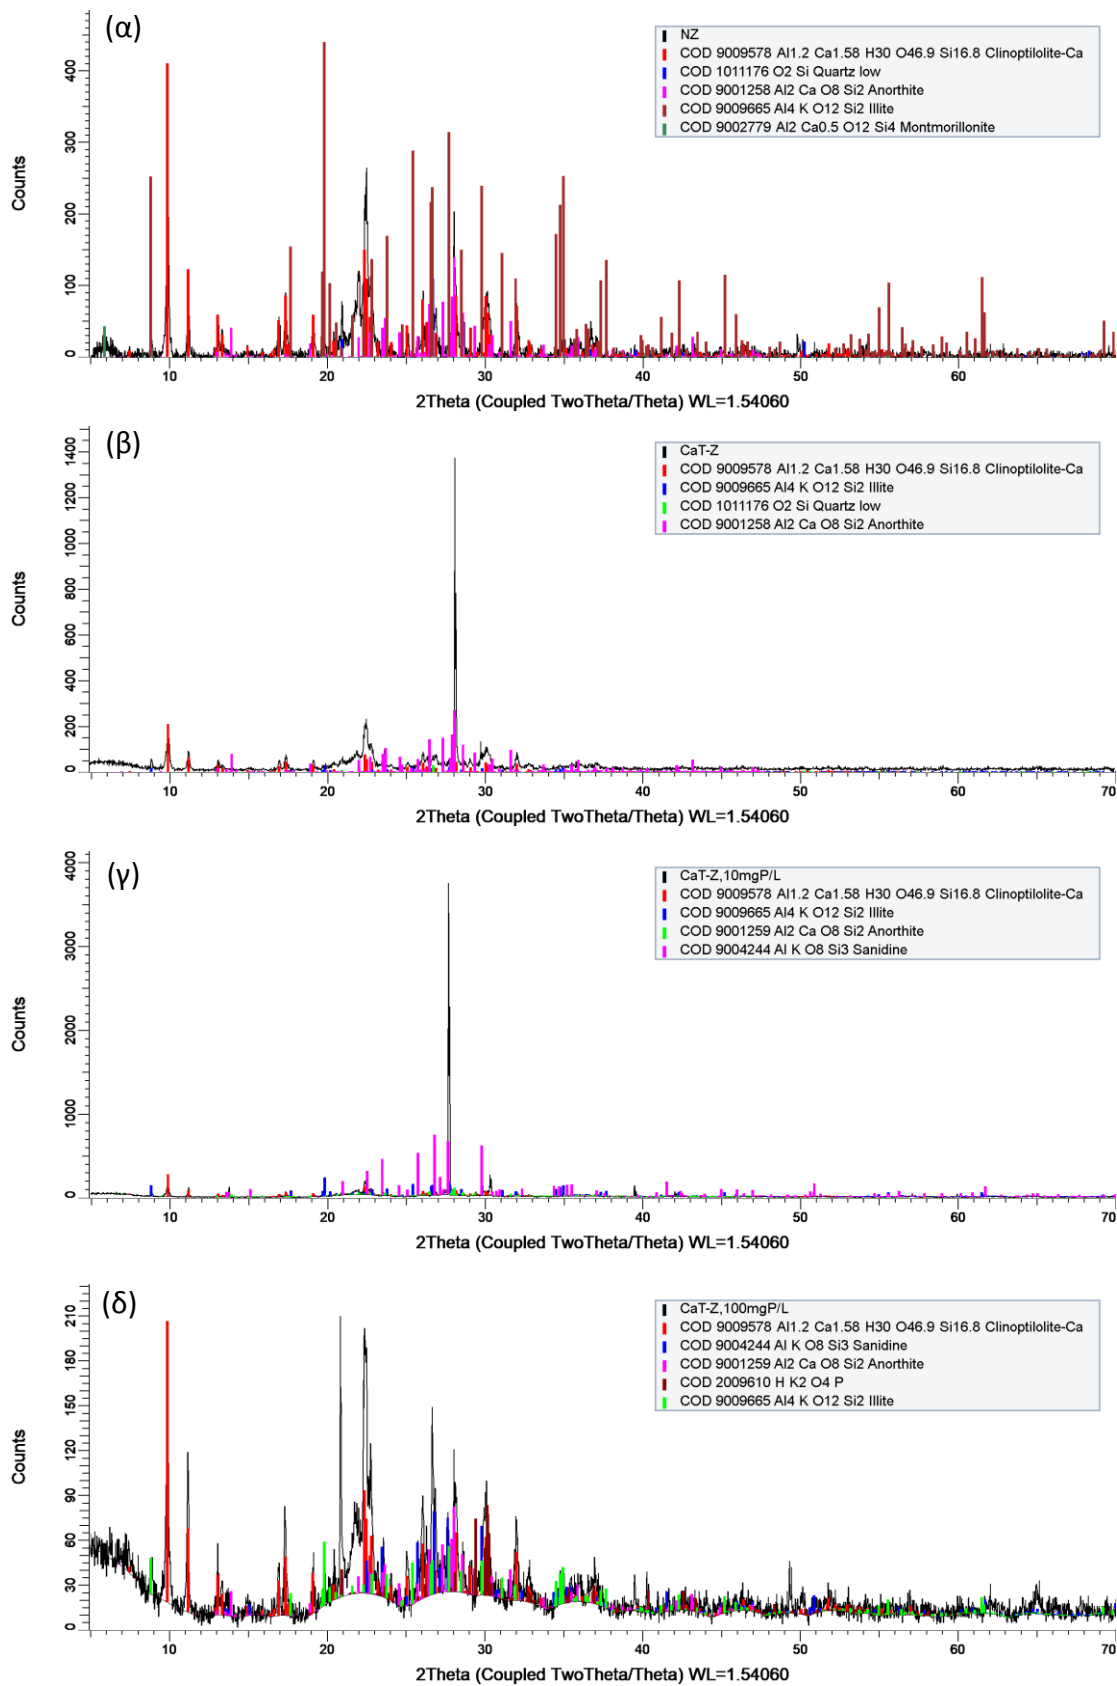 (α)
NZ
COD 9009578 Al1.2 Ca1.58 H30 O46.9 Si16.8 Clinoptilolite-Ca
COD 1011176 O2 Si Quartz low
COD 9001258 Al2 Ca O8 Si2 Anorthite
COD 9009665 Al4 K O12 Si2 Illite
COD 9002779 Al2 Ca0.5 O12 Si4 Montmorillonite
Counts
400
300
200
100
0
10 20 30 40 50 60 70
2Theta (Coupled TwoTheta/Theta) WL=1.54060
(β)
CaT-Z
COD 9009578 Al1.2 Ca1.58 H30 O46.9 Si16.8 Clinoptilolite-Ca
COD 9009665 Al4 K O12 Si2 Illite
COD 1011176 O2 Si Quartz low
COD 9001258 Al2 Ca O8 Si2 Anorthite
Counts
1400
1200
1000
800
600
400
200
0
10 20 30 40 50 60 70
2Theta (Coupled TwoTheta/Theta) WL=1.54060
(γ)
CaT-Z,10mgP/L
COD 9009578 Al1.2 Ca1.58 H30 O46.9 Si16.8 Clinoptilolite-Ca
COD 9009665 Al4 K O12 Si2 Illite
COD 9001259 Al2 Ca O8 Si2 Anorthite
COD 9004244 Al K O8 Si3 Sanidine
Counts
4000
3000
2000
1000
0
10 20 30 40 50 60 70
2Theta (Coupled TwoTheta/Theta) WL=1.54060
(δ)
CaT-Z,100mgP/L
COD 9009578 Al1.2 Ca1.58 H30 O46.9 Si16.8 Clinoptilolite-Ca
COD 9004244 Al K O8 Si3 Sanidine
COD 9001259 Al2 Ca O8 Si2 Anorthite
COD 2009610 H K2 O4 P
COD 9009665 Al4 K O12 Si2 Illite
Counts
210
180
150
120
90
60
30
0
10 20 30 40 50 60 70
2Theta (Coupled TwoTheta/Theta) WL=1.54060